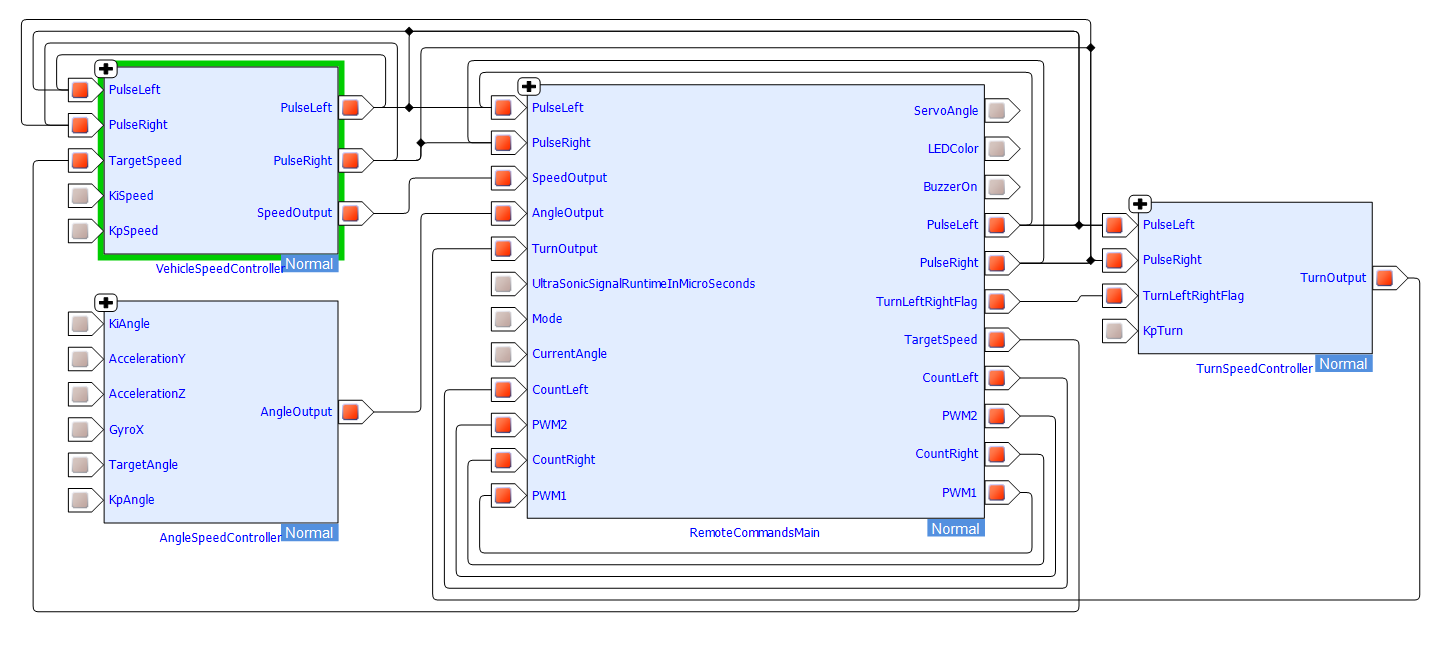 PulseLeft
PulseRight
TargetSpeed
KiSpeed
KpSpeed
PulseLeft
PulseRight
SpeedOutput
VehicleSpeedController
Normal
KiAngle
AccelerationY
AccelerationZ
GyroX
TargetAngle
KpAngle
AngleOutput
AngleSpeedController
Normal
PulseLeft
PulseRight
SpeedOutput
AngleOutput
TurnOutput
UltraSonicSignalRuntimeInMicroSeconds
Mode
CurrentAngle
CountLeft
PWM2
CountRight
PWM1
ServoAngle
LEDColor
BuzzerOn
PulseLeft
PulseRight
TurnLeftRightFlag
TargetSpeed
CountLeft
PWM2
CountRight
PWM1
RemoteCommandsMain
Normal
PulseLeft
PulseRight
TurnLeftRightFlag
KpTurn
TurnOutput
TurnSpeedController
Normal